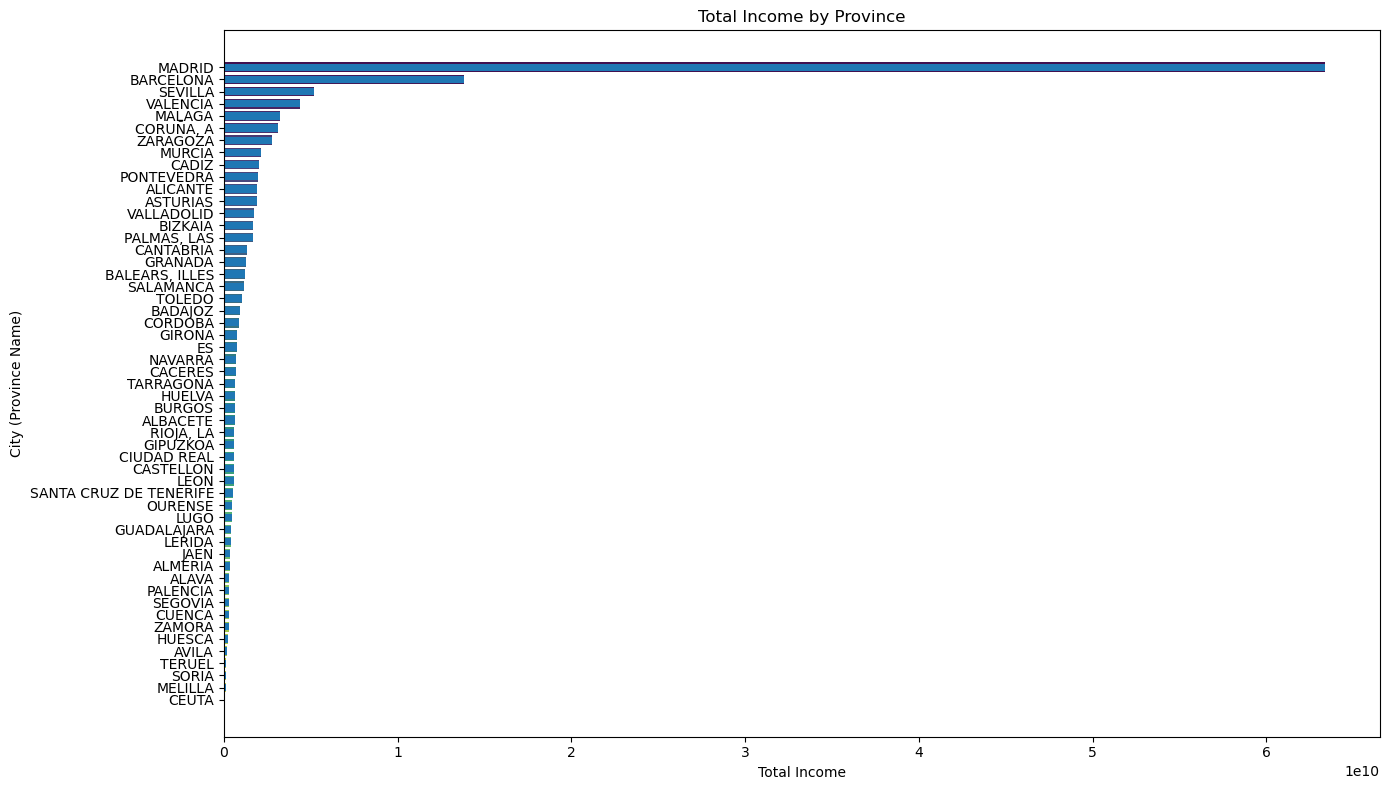 Total Income by Province
MADRID
BARCELONA
SEVILLA
VALENCIA
MALAGA
CORUÑA, A
ZARAGOZA
MURCIA
CADIZ
PONTEVEDRA
ALICANTE
ASTURIAS
VALLADOLID
BIZKAIA
PALMAS, LAS
CANTABRIA
GRANADA
BALEARS, ILLES
SALAMANCA
TOLEDO
BADAJOZ
CORDOBA
GIRONA
ES
NAVARRA
CACERES
TARRAGONA
HUELVA
BURGOS
ALBACETE
RIOJA, LA
GIPUZKOA
CIUDAD REAL
CASTELLON
LEON
SANTA CRUZ DE TENERIFE
OURENSE
LUGO
GUADALAJARA
LERIDA
JAEN
ALMERIA
ALAVA
PALENCIA
SEGOVIA
CUENCA
ZAMORA
HUESCA
AVILA
TERUEL
SORIA
MELILLA
CEUTA
City (Province Name)
0 1 2 3 4 5 6
1e10
Total Income